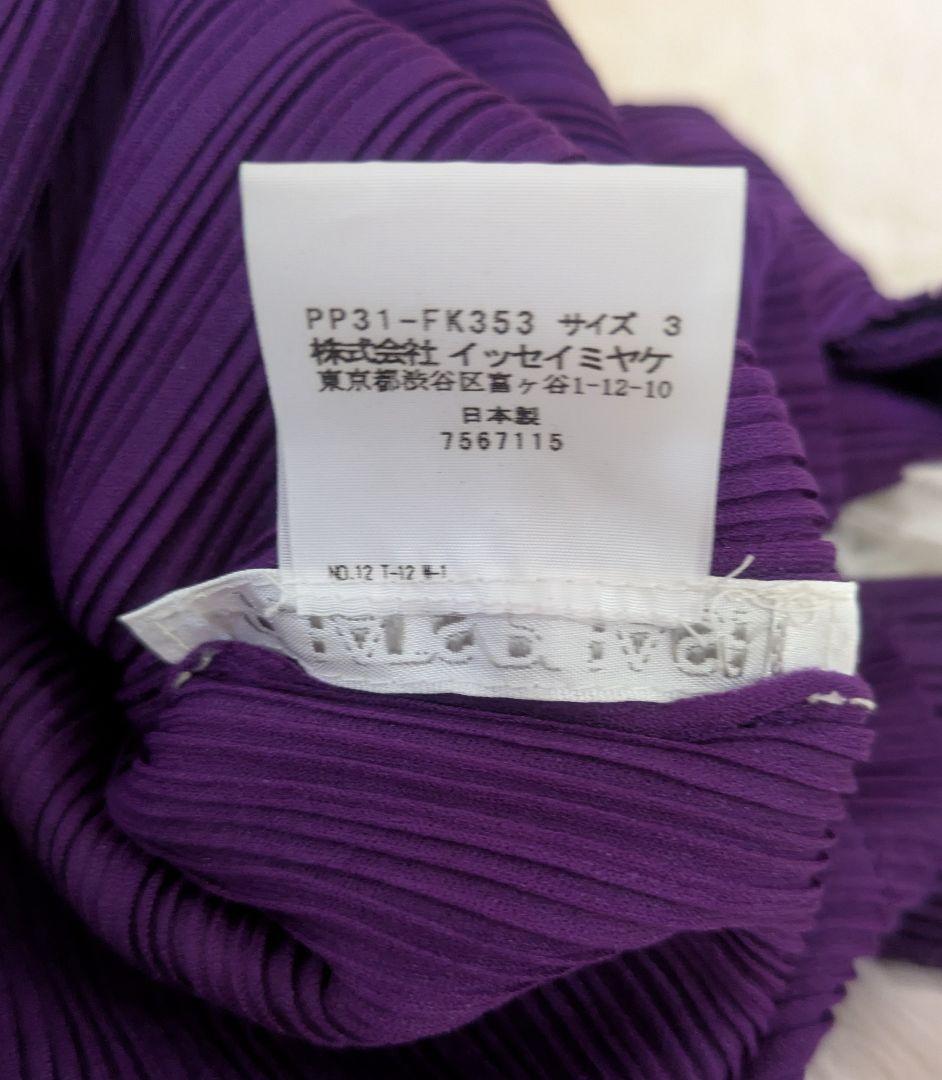 PP31-FK353 サイズ 3
株式会社 イッセイミヤケ
東京都渋谷区富ヶ谷1-12-10
日本製
7567115
NO.12 T-12 M-1